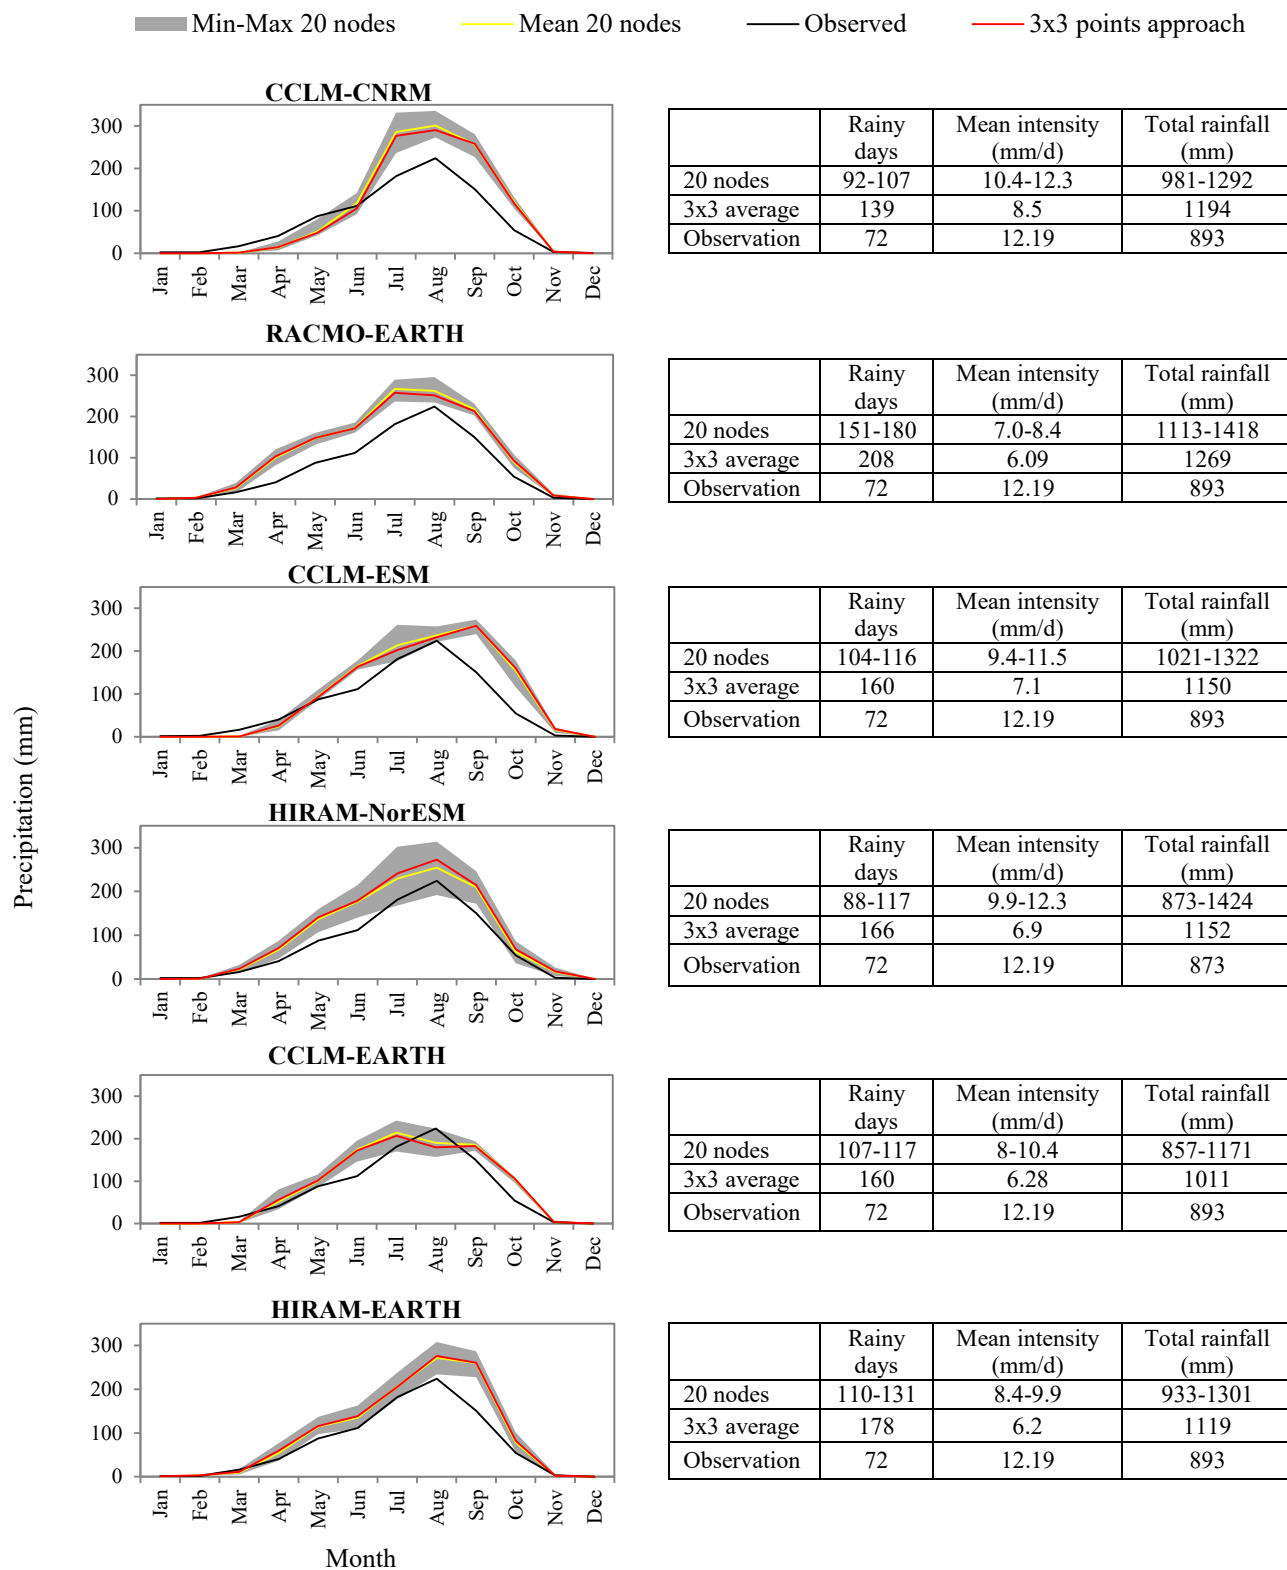 Min-Max 20 nodes Mean 20 nodes Observed 3x3 points approach
Precipitation (mm)
CCLM-CNRM
300
200
100
0
Jan Feb Mar Apr May Jun Jul Aug Sep Oct Nov Dec
Rainy Mean intensity Total rainfall
days (mm/d) (mm)
20 nodes 92-107 10.4-12.3 981-1292
3x3 average 139 8.5 1194
Observation 72 12.19 893
RACMO-EARTH
300
200
100
0
Jan Feb Mar Apr May Jun Jul Aug Sep Oct Nov Dec
Rainy Mean intensity Total rainfall
days (mm/d) (mm)
20 nodes 151-180 7.0-8.4 1113-1418
3x3 average 208 6.09 1269
Observation 72 12.19 893
CCLM-ESM
300
200
100
0
Jan Feb Mar Apr May Jun Jul Aug Sep Oct Nov Dec
Rainy Mean intensity Total rainfall
days (mm/d) (mm)
20 nodes 104-116 9.4-11.5 1021-1322
3x3 average 160 7.1 1150
Observation 72 12.19 893
HIRAM-NorESM
300
200
100
0
Jan Feb Mar Apr May Jun Jul Aug Sep Oct Nov Dec
Rainy Mean intensity Total rainfall
days (mm/d) (mm)
20 nodes 88-117 9.9-12.3 873-1424
3x3 average 166 6.9 1152
Observation 72 12.19 873
CCLM-EARTH
300
200
100
0
Jan Feb Mar Apr May Jun Jul Aug Sep Oct Nov Dec
Rainy Mean intensity Total rainfall
days (mm/d) (mm)
20 nodes 107-117 8-10.4 857-1171
3x3 average 160 6.28 1011
Observation 72 12.19 893
HIRAM-EARTH
300
200
100
0
Jan Feb Mar Apr May Jun Jul Aug Sep Oct Nov Dec
Rainy Mean intensity Total rainfall
days (mm/d) (mm)
20 nodes 110-131 8.4-9.9 933-1301
3x3 average 178 6.2 1119
Observation 72 12.19 893
Month